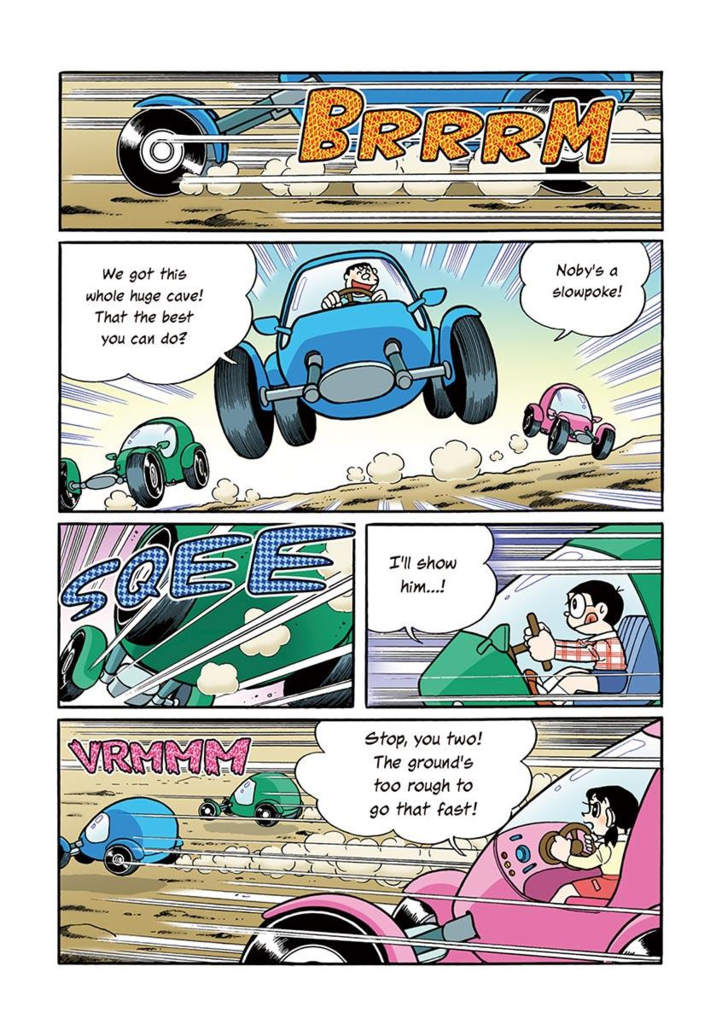 BRRRM
We got this
whole huge cave!
That the best
you can do?
Noby's a
slowpoke!
SQEE
I'll show
him...!
VRMMM
Stop, you two!
The ground's
too rough to
go that fast!